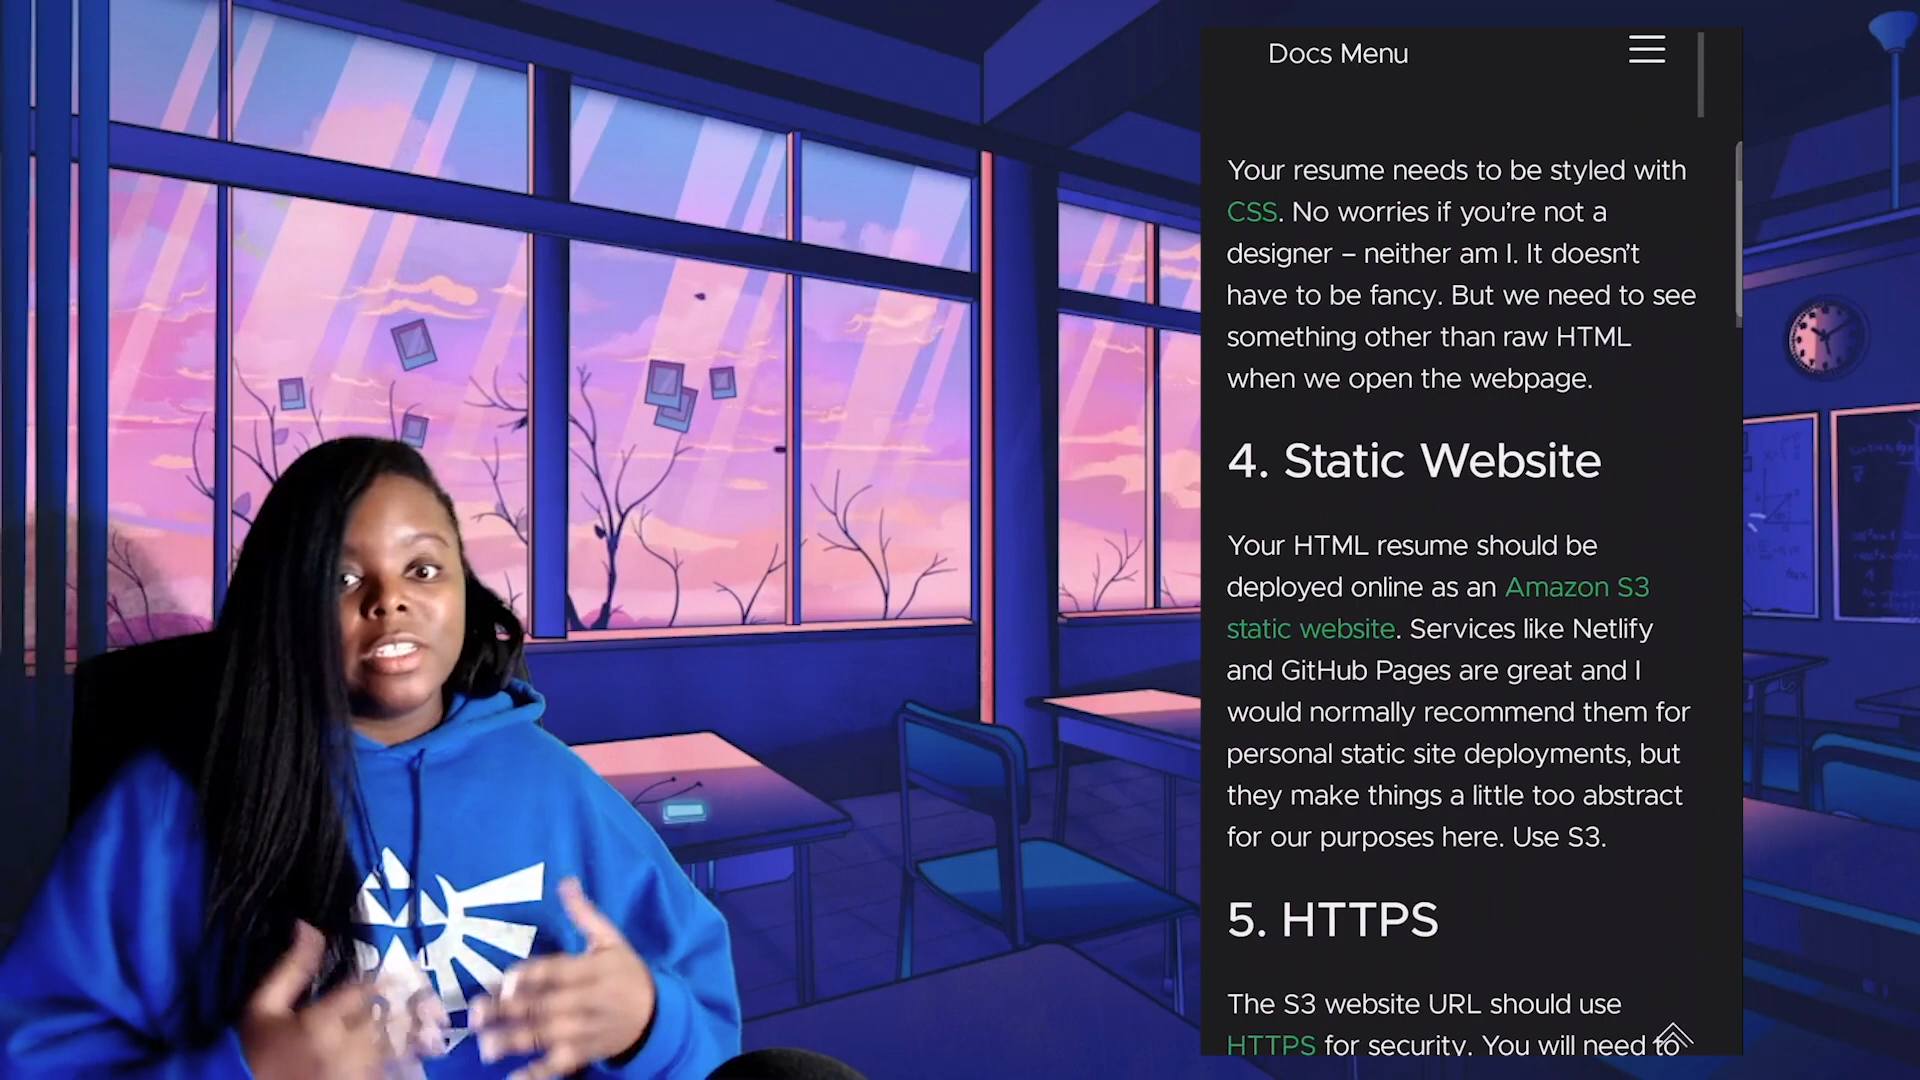 Docs Menu
Your resume needs to be styled with
CSS. No worries if you’re not a
designer – neither am I. It doesn’t
have to be fancy. But we need to see
something other than raw HTML
when we open the webpage.
4. Static Website
Your HTML resume should be
deployed online as an Amazon S3
static website. Services like Netlify
and GitHub Pages are great and I
would normally recommend them for
personal static site deployments, but
they make things a little too abstract
for our purposes here. Use S3.
5. HTTPS
The S3 website URL should use
HTTPS for security. You will need to